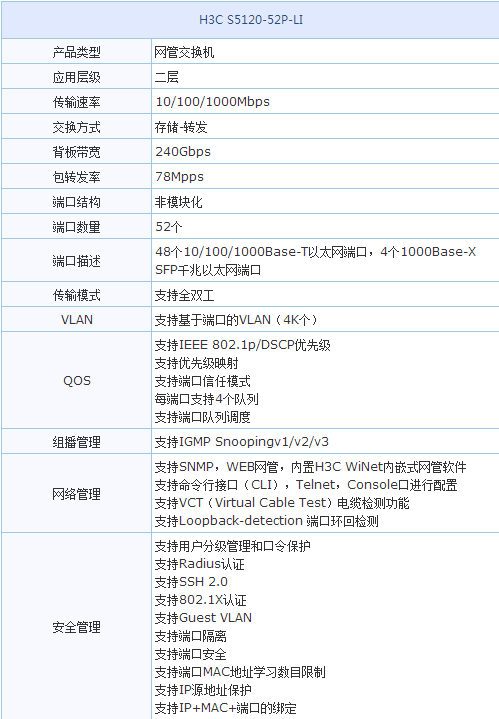 H3C S5120-52P-LI
产品类型 网管交换机
应用层级 二层
传输速率 10/100/1000Mbps
交换方式 存储-转发
背板带宽 240Gbps
包转发率 78Mpps
端口结构 非模块化
端口数量 52个
端口描述 48个10/100/1000Base-T以太网端口，4个1000Base-X
SFP千兆以太网端口
传输模式 支持全双工
VLAN 支持基于端口的VLAN（4K个）
QOS 支持IEEE 802.1p/DSCP优先级
支持优先级映射
支持端口信任模式
每端口支持4个队列
支持端口队列调度
组播管理 支持IGMP Snoopingv1/v2/v3
网络管理 支持SNMP，WEB网管，内置H3C WiNet内嵌式网管软件
支持命令行接口（CLI），Telnet，Console口进行配置
支持VCT（Virtual Cable Test）电缆检测功能
支持Loopback-detection 端口环回检测
安全管理 支持用户分级管理和口令保护
支持Radius认证
支持SSH 2.0
支持802.1X认证
支持Guest VLAN
支持端口隔离
支持端口安全
支持端口MAC地址学习数目限制
支持IP源地址保护
支持IP+MAC+端口的绑定